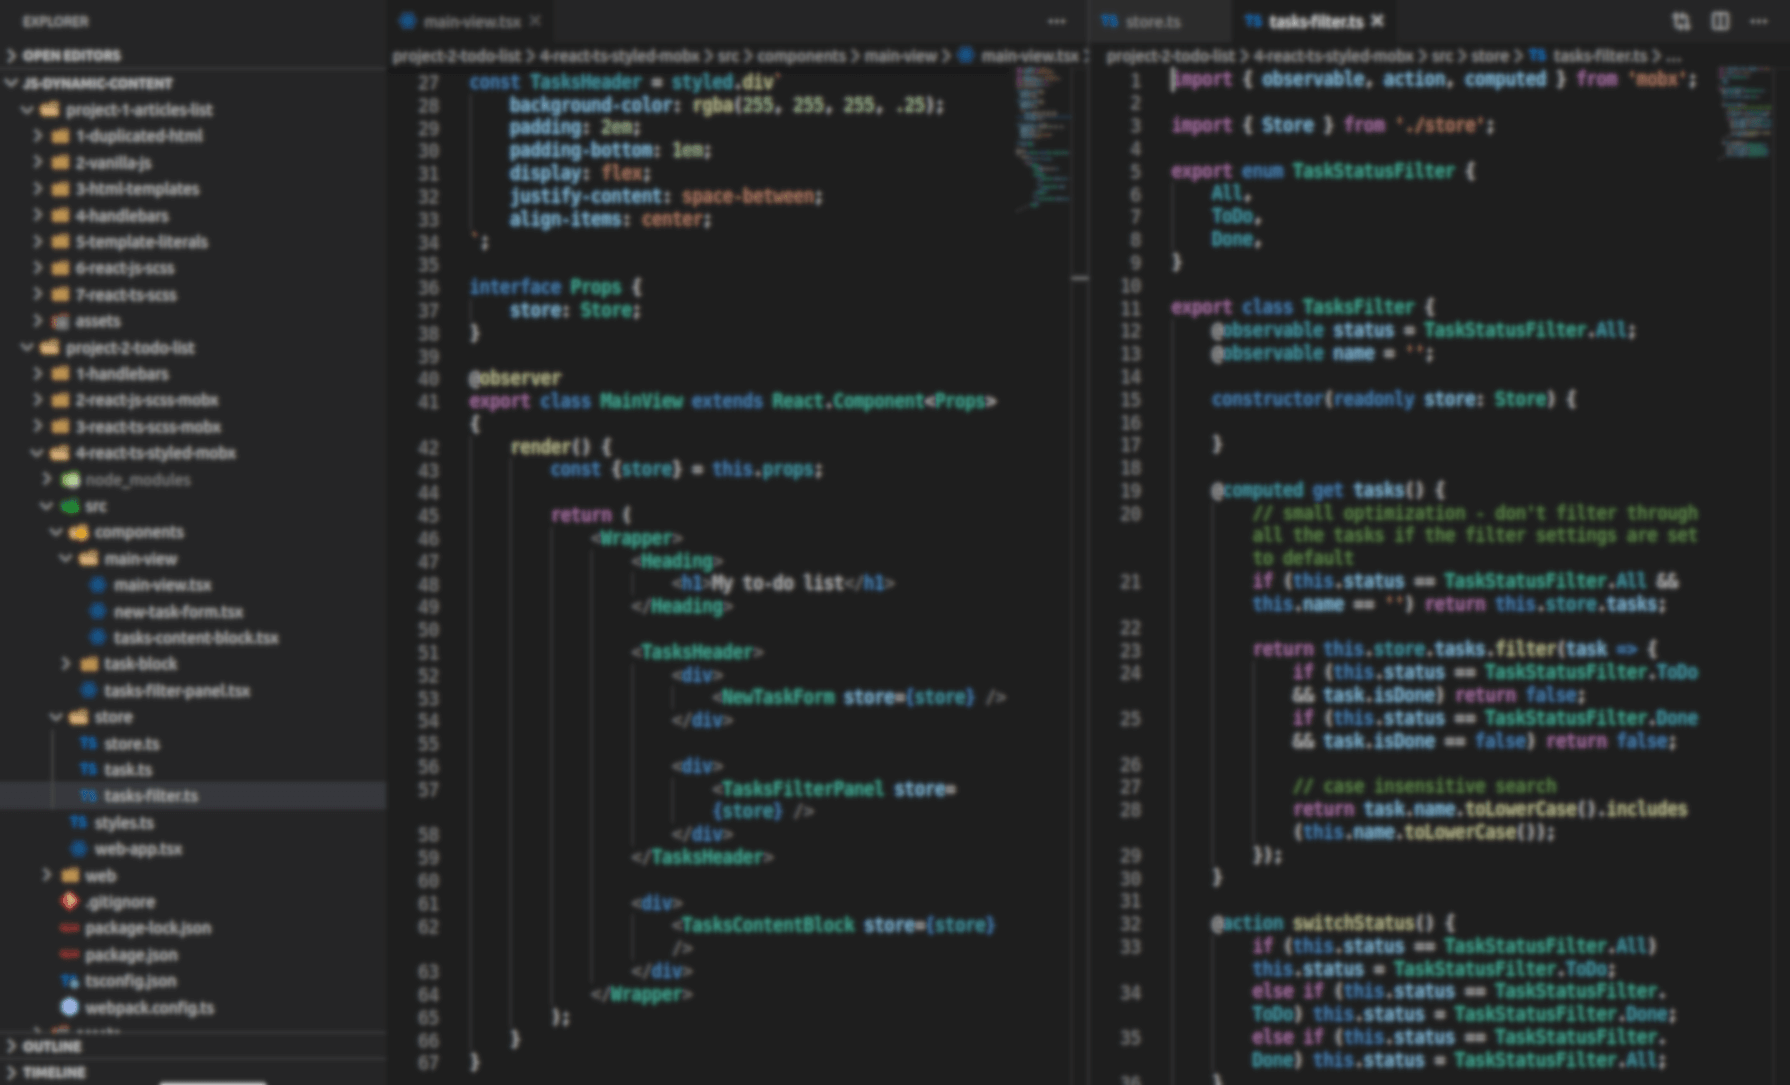 EXPLORER
OPEN EDITORS
JS-DYNAMIC-CONTENT
project-1-articles-list
1-duplicated-html
2-vanilla-js
3-html-templates
4-handlebars
5-template-literals
6-react-js-scss
7-react-ts-scss
assets
project-2-todo-list
1-handlebars
2-react-js-scss-mobx
3-react-ts-scss-mobx
4-react-ts-styled-mobx
node_modules
src
components
main-view
main-view.tsx
new-task-form.tsx
tasks-content-block.tsx
task-block
tasks-filter-panel.tsx
store
TS store.ts
TS task.ts
TS tasks-filter.ts
TS styles.ts
web-app.tsx
web
.gitignore
package-lock.json
package.json
TS tsconfig.json
webpack.config.ts
OUTLINE
TIMELINE
main-view.tsx ×
project-2-todo-list > 4-react-ts-styled-mobx > src > components > main-view > main-view.tsx >
27 const TasksHeader = styled.div`
28 background-color: rgba(255, 255, 255, .25);
29 padding: 2em;
30 padding-bottom: 1em;
31 display: flex;
32 justify-content: space-between;
33 align-items: center;
34 `;
35
36 interface Props {
37 store: Store;
38 }
39
40 @observer
41 export class MainView extends React.Component<Props>
{
42 render() {
43 const {store} = this.props;
44
45 return (
46 <Wrapper>
47 <Heading>
48 <h1>My to-do list</h1>
49 </Heading>
50
51 <TasksHeader>
52 <div>
53 <NewTaskForm store={store} />
54 </div>
55
56 <div>
57 <TasksFilterPanel store=
{store} />
58 </div>
59 </TasksHeader>
60
61 <div>
62 <TasksContentBlock store={store}
/>
63 </div>
64 </Wrapper>
65 );
66 }
67 }
TS store.ts
TS tasks-filter.ts ×
project-2-todo-list > 4-react-ts-styled-mobx > src > store > TS tasks-filter.ts > ...
1 import { observable, action, computed } from 'mobx';
2
3 import { Store } from './store';
4
5 export enum TaskStatusFilter {
6 All,
7 ToDo,
8 Done,
9 }
10
11 export class TasksFilter {
12 @observable status = TaskStatusFilter.All;
13 @observable name = '';
14
15 constructor(readonly store: Store) {
16
17 }
18
19 @computed get tasks() {
20 // small optimization - don't filter through
all the tasks if the filter settings are set
to default
21 if (this.status == TaskStatusFilter.All &&
this.name == '') return this.store.tasks;
22
23 return this.store.tasks.filter(task => {
24 if (this.status == TaskStatusFilter.ToDo
&& task.isDone) return false;
25 if (this.status == TaskStatusFilter.Done
&& task.isDone == false) return false;
26
27 // case insensitive search
28 return task.name.toLowerCase().includes
(this.name.toLowerCase());
29 });
30 }
31
32 @action switchStatus() {
33 if (this.status == TaskStatusFilter.All)
this.status = TaskStatusFilter.ToDo;
34 else if (this.status == TaskStatusFilter.
ToDo) this.status = TaskStatusFilter.Done;
35 else if (this.status == TaskStatusFilter.
Done) this.status = TaskStatusFilter.All;